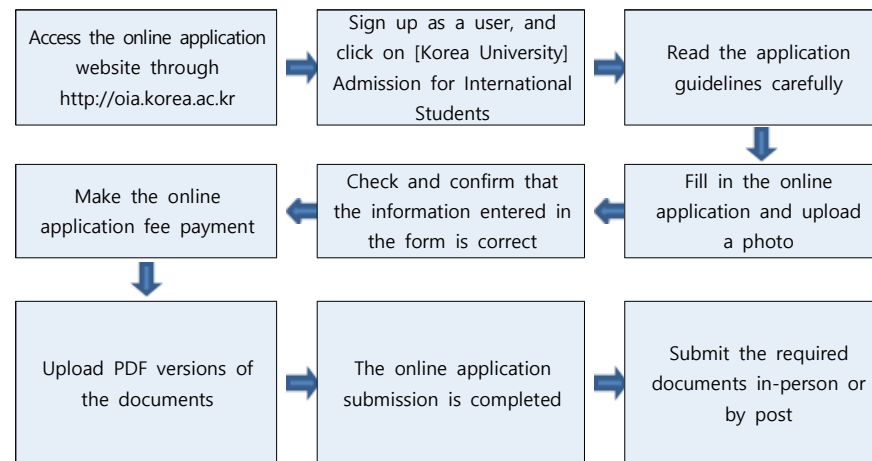 Access the online application
website through
http://oia.korea.ac.kr
Sign up as a user, and
click on [Korea University]
Admission for International
Students
Read the application
guidelines carefully
Fill in the online
application and upload
a photo
Check and confirm that
the information entered in
the form is correct
Make the online
application fee payment
Upload PDF versions of
the documents
The online application
submission is completed
Submit the required
documents in-person or
by post